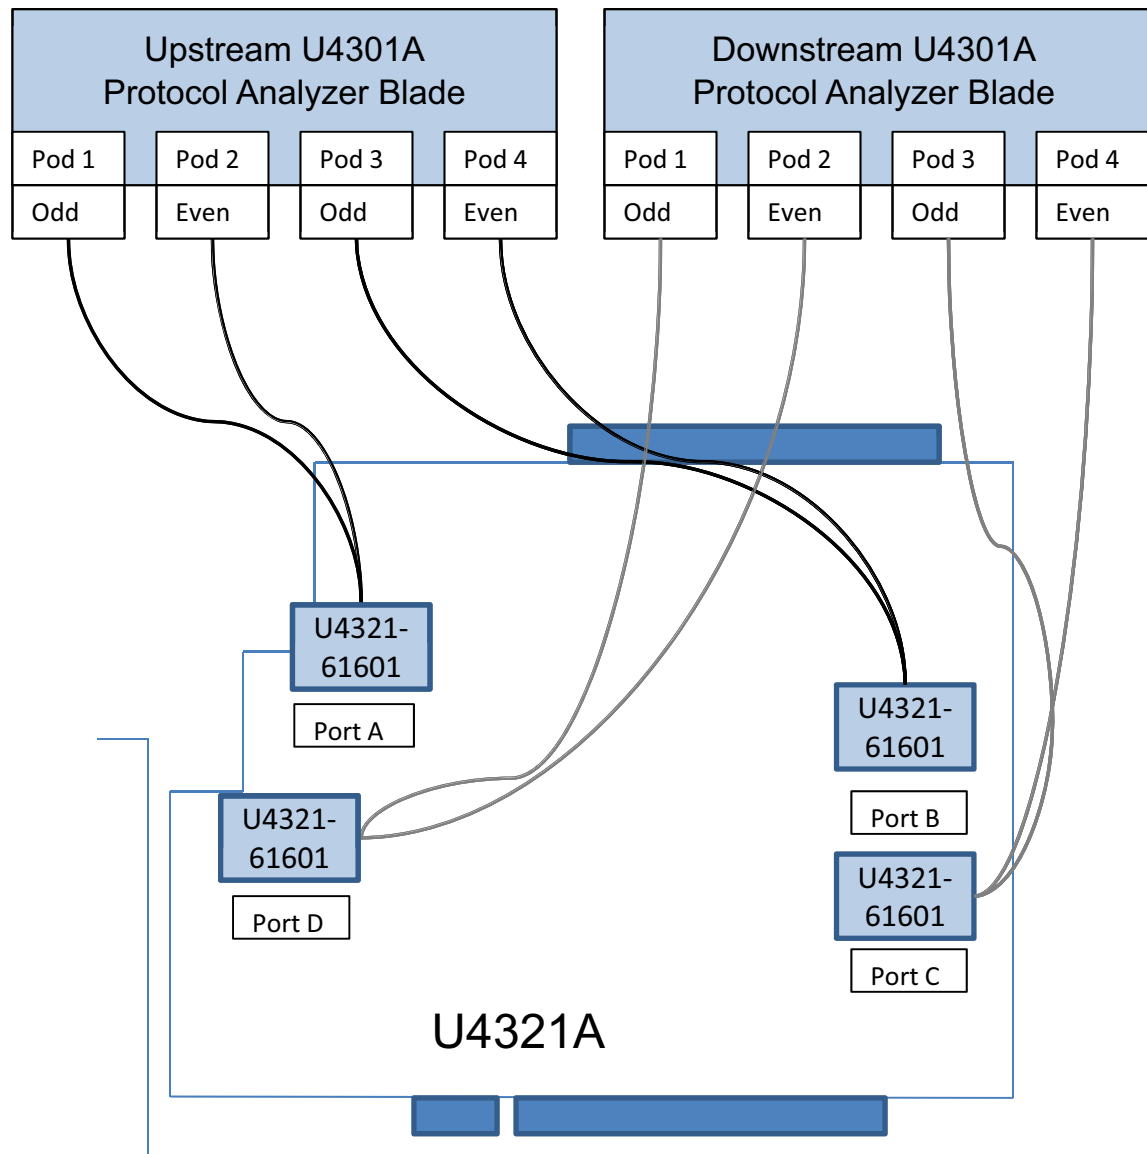 Upstream U4301A
Protocol Analyzer Blade
Downstream U4301A
Protocol Analyzer Blade
Pod 1
Pod 2
Pod 3
Pod 4
Pod 1
Pod 2
Pod 3
Pod 4
Odd
Even
Odd
Even
Odd
Even
Odd
Even
U4321-
61601
Port A
U4321-
61601
Port B
U4321-
61601
Port D
U4321-
61601
Port C
U4321A